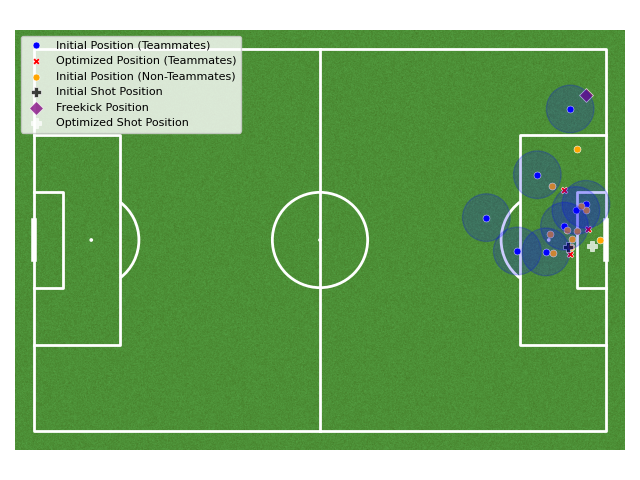 Initial Position (Teammates)
Optimized Position (Teammates)
Initial Position (Non-Teammates)
Initial Shot Position
Freekick Position
Optimized Shot Position